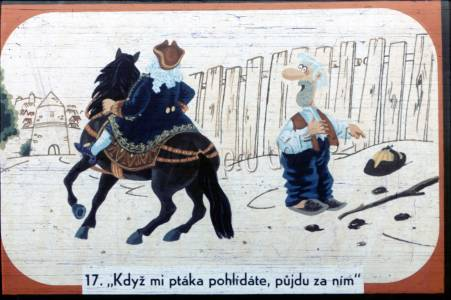 17. „Když mi ptáka pohlídáte, půjdu za ním“